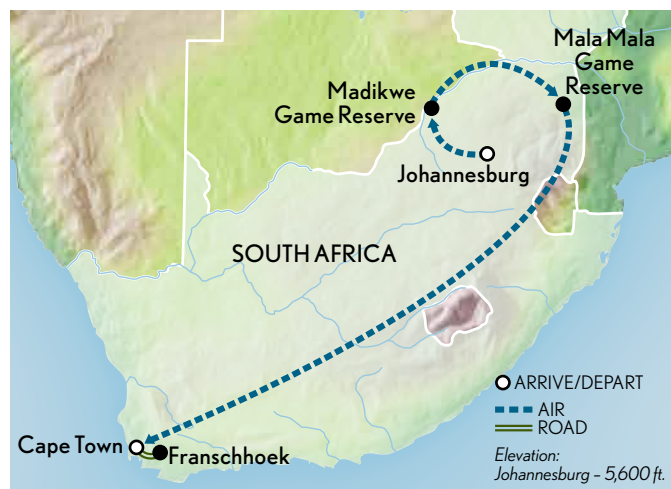 Mala Mala
Game
Reserve
Madikwe
Game Reserve
Johannesburg
SOUTH AFRICA
Cape Town
Franschhoek
ARRIVE/DEPART
AIR
ROAD
Elevation:
Johannesburg – 5,600 ft.